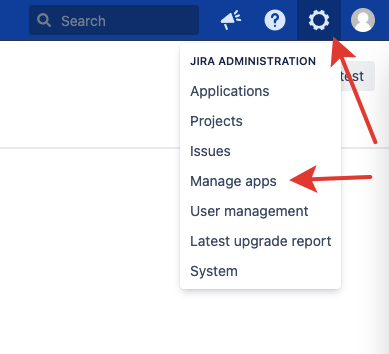 Search
JIRA ADMINISTRATION
test
Applications
Projects
Issues
Manage apps
User management
Latest upgrade report
System